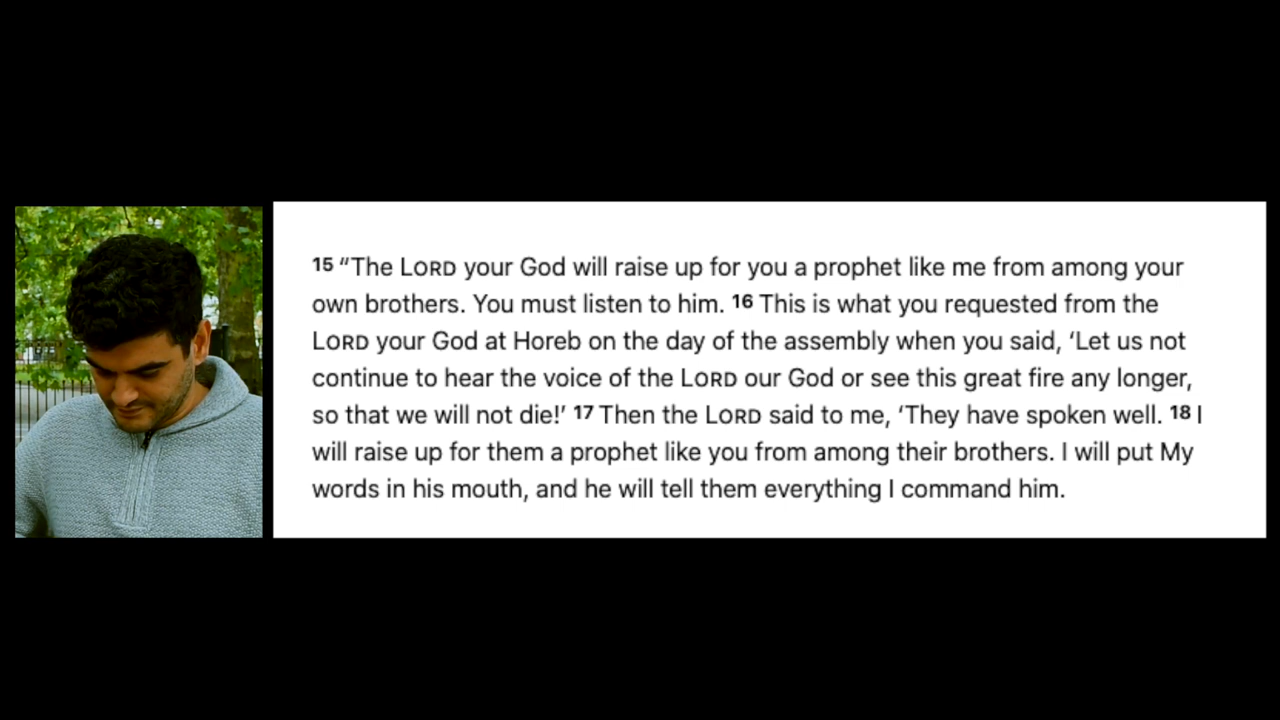 15 “The LORD your God will raise up for you a prophet like me from among your
own brothers. You must listen to him. 16 This is what you requested from the
LORD your God at Horeb on the day of the assembly when you said, ‘Let us not
continue to hear the voice of the LORD our God or see this great fire any longer,
so that we will not die!’ 17 Then the LORD said to me, ‘They have spoken well. 18 I
will raise up for them a prophet like you from among their brothers. I will put My
words in his mouth, and he will tell them everything I command him.